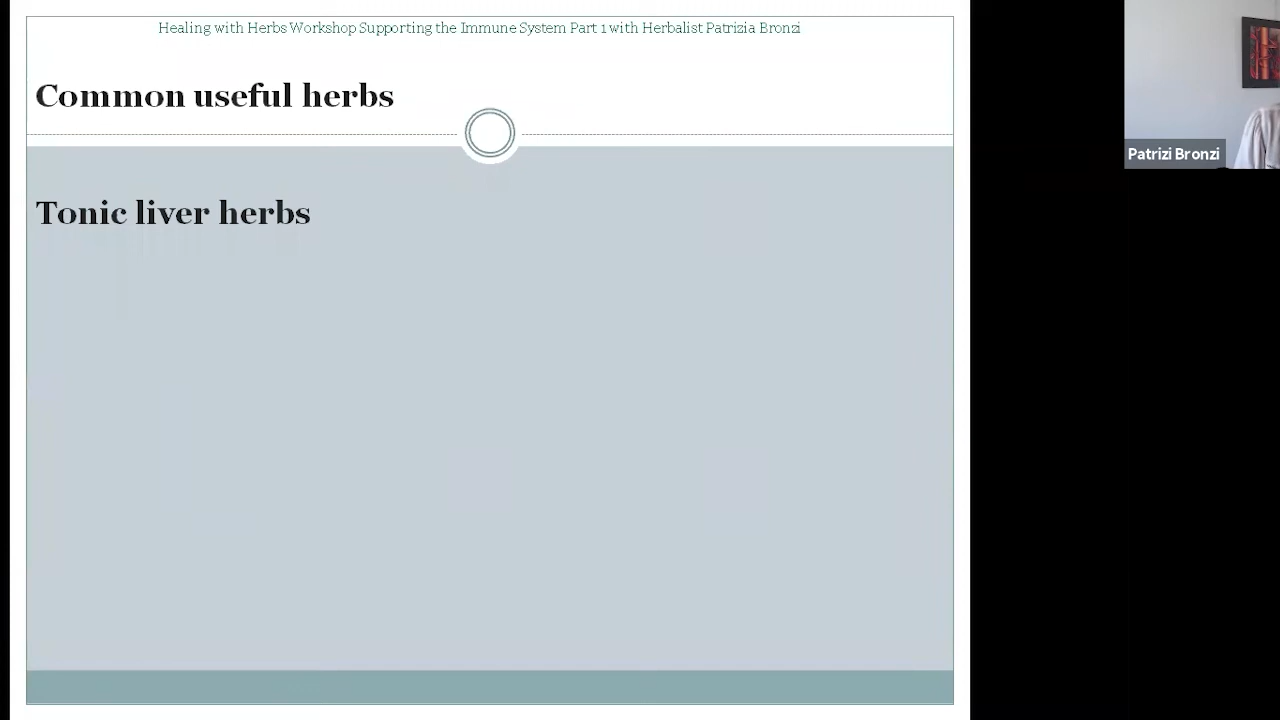 Healing with Herbs Workshop Supporting the Immune System Part 1 with Herbalist Patrizia Bronzi
Common useful herbs
Tonic liver herbs
Patrizi Bronzi